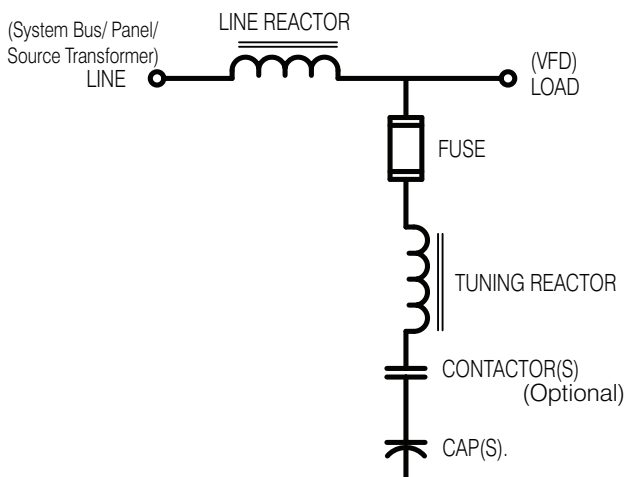 LINE REACTOR
(System Bus/ Panel/
Source Transformer)
LINE
(VFD)
LOAD
FUSE
TUNING REACTOR
CONTACTOR(S)
(Optional)
CAP(S).